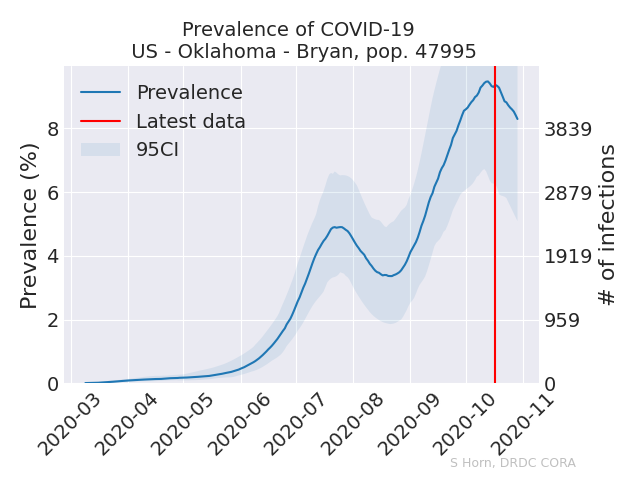 Prevalence of COVID-19
US - Oklahoma - Bryan, pop. 47995
Prevalence
Latest data
95CI
Prevalence (%)
8
6
4
2
0
3839
2879
1919
959
0
# of infections
2020-03
2020-04
2020-05
2020-06
2020-07
2020-08
2020-09
2020-10
2020-11
S Horn, DRDC CORA